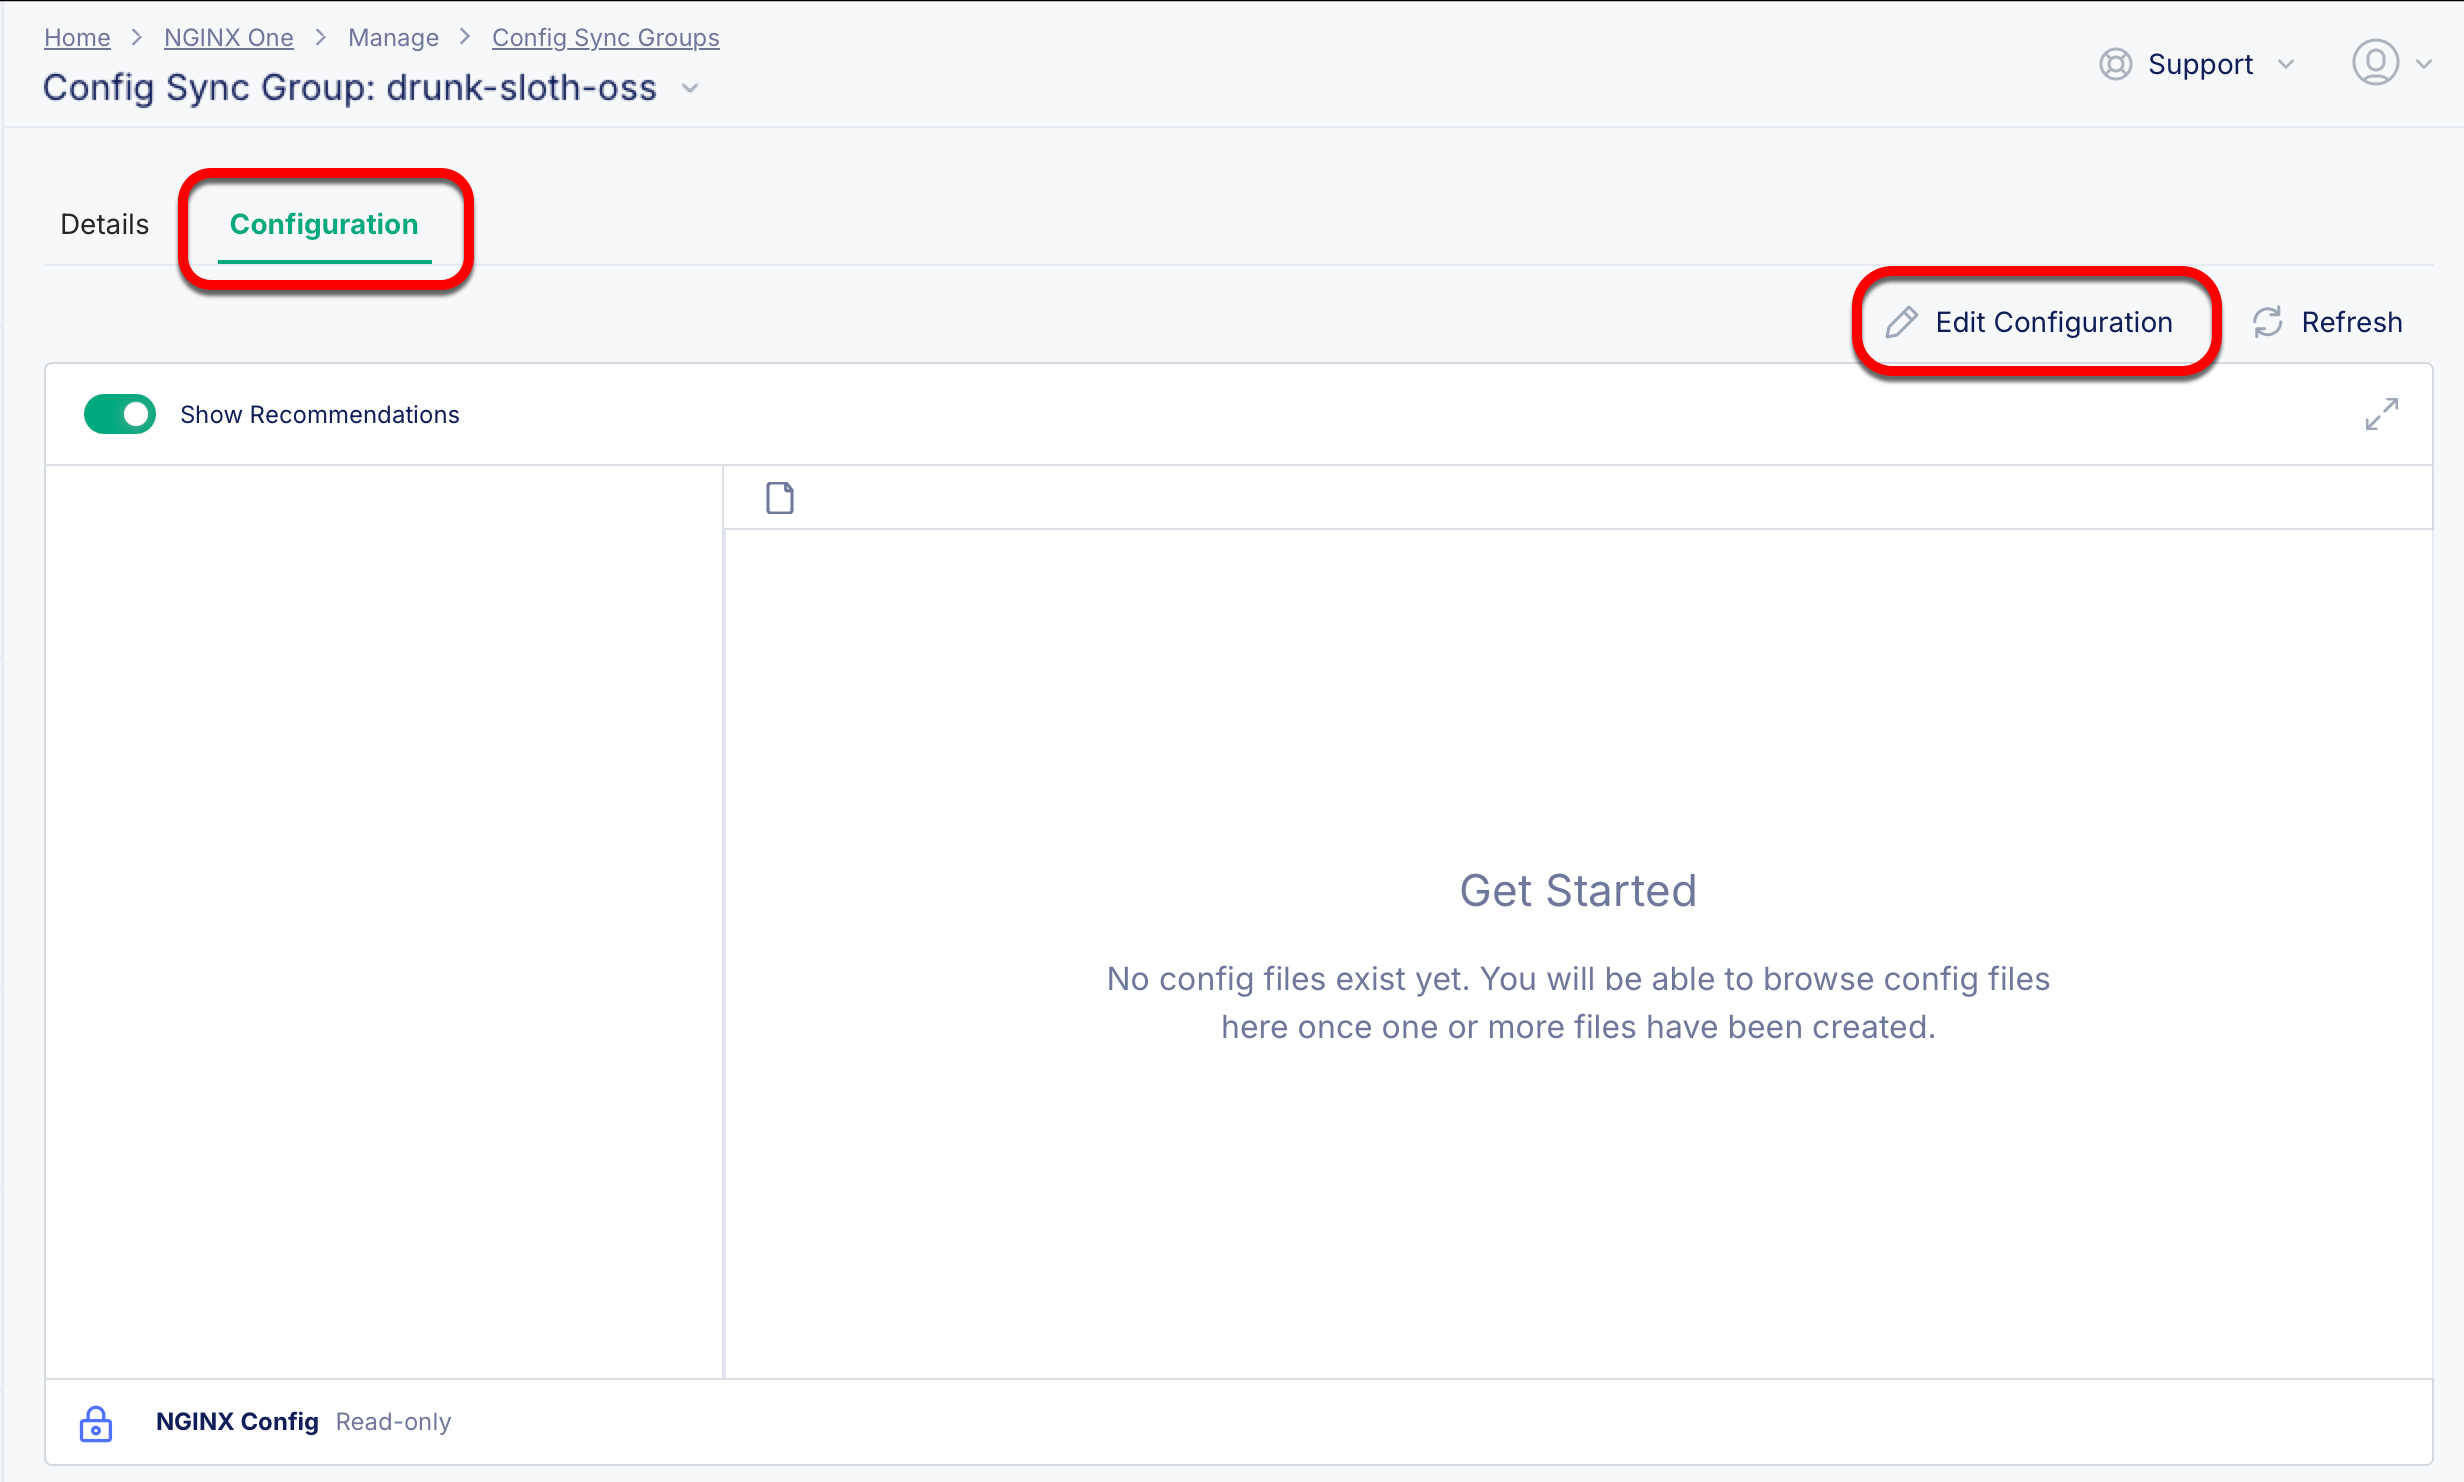 Home > NGINX One > Manage > Config Sync Groups
Config Sync Group: drunk-sloth-oss
Support
Details
Configuration
Edit Configuration
Refresh
Show Recommendations
Get Started
No config files exist yet. You will be able to browse config files
here once one or more files have been created.
NGINX Config Read-only